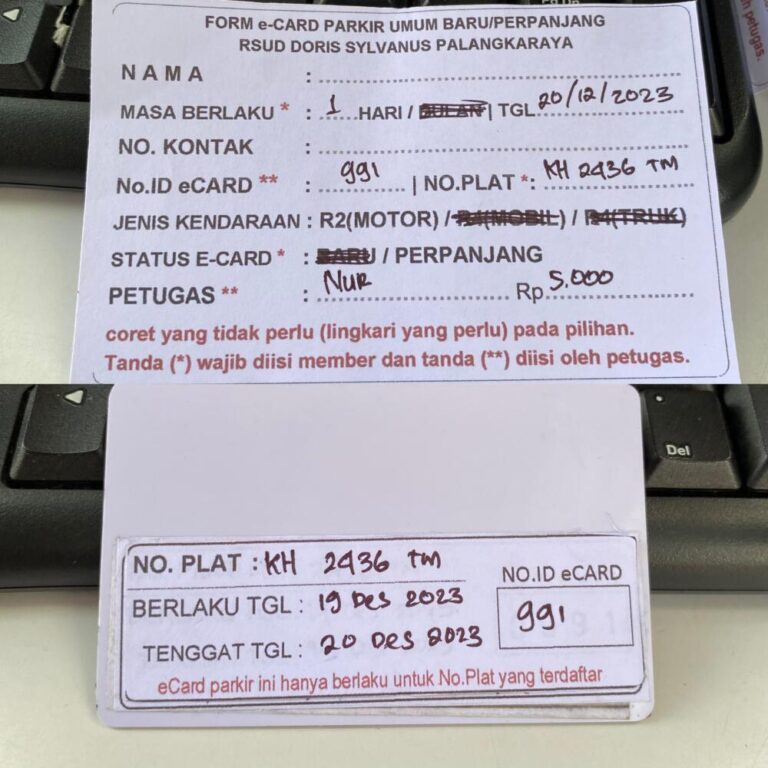 FORM e-CARD PARKIR UMUM BARU/PERPANJANG
RSUD DORIS SYLVANUS PALANGKARAYA
N A M A :
MASA BERLAKU * : 1 HARI / BULAN | TGL 20/12/2023
NO. KONTAK :
No.ID eCARD ** : 991 | NO.PLAT *: KH 2436 TM
JENIS KENDARAAN : R2(MOTOR) / R4(MOBIL) / R4(TRUK)
STATUS E-CARD * : BARU / PERPANJANG
PETUGAS ** : NUR Rp 5.000
coret yang tidak perlu (lingkari yang perlu) pada pilihan.
Tanda (*) wajib diisi member dan tanda (**) diisi oleh petugas.
petugas.
Del
NO. PLAT : KH 2436 TM
NO.ID eCARD
BERLAKU TGL : 19 Des 2023
991
TENGGAT TGL : 20 Des 2023
eCard parkir ini hanya berlaku untuk No.Plat yang terdaftar